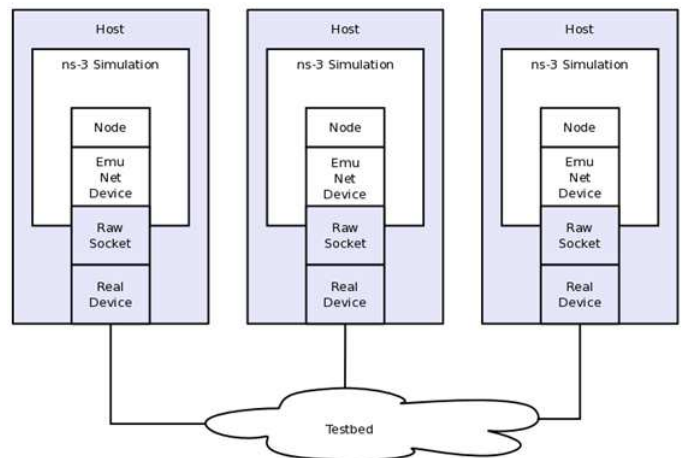 Host
ns-3 Simulation
Node
Emu
Net
Device
Raw
Socket
Real
Device
Host
ns-3 Simulation
Node
Emu
Net
Device
Raw
Socket
Real
Device
Host
ns-3 Simulation
Node
Emu
Net
Device
Raw
Socket
Real
Device
Testbed